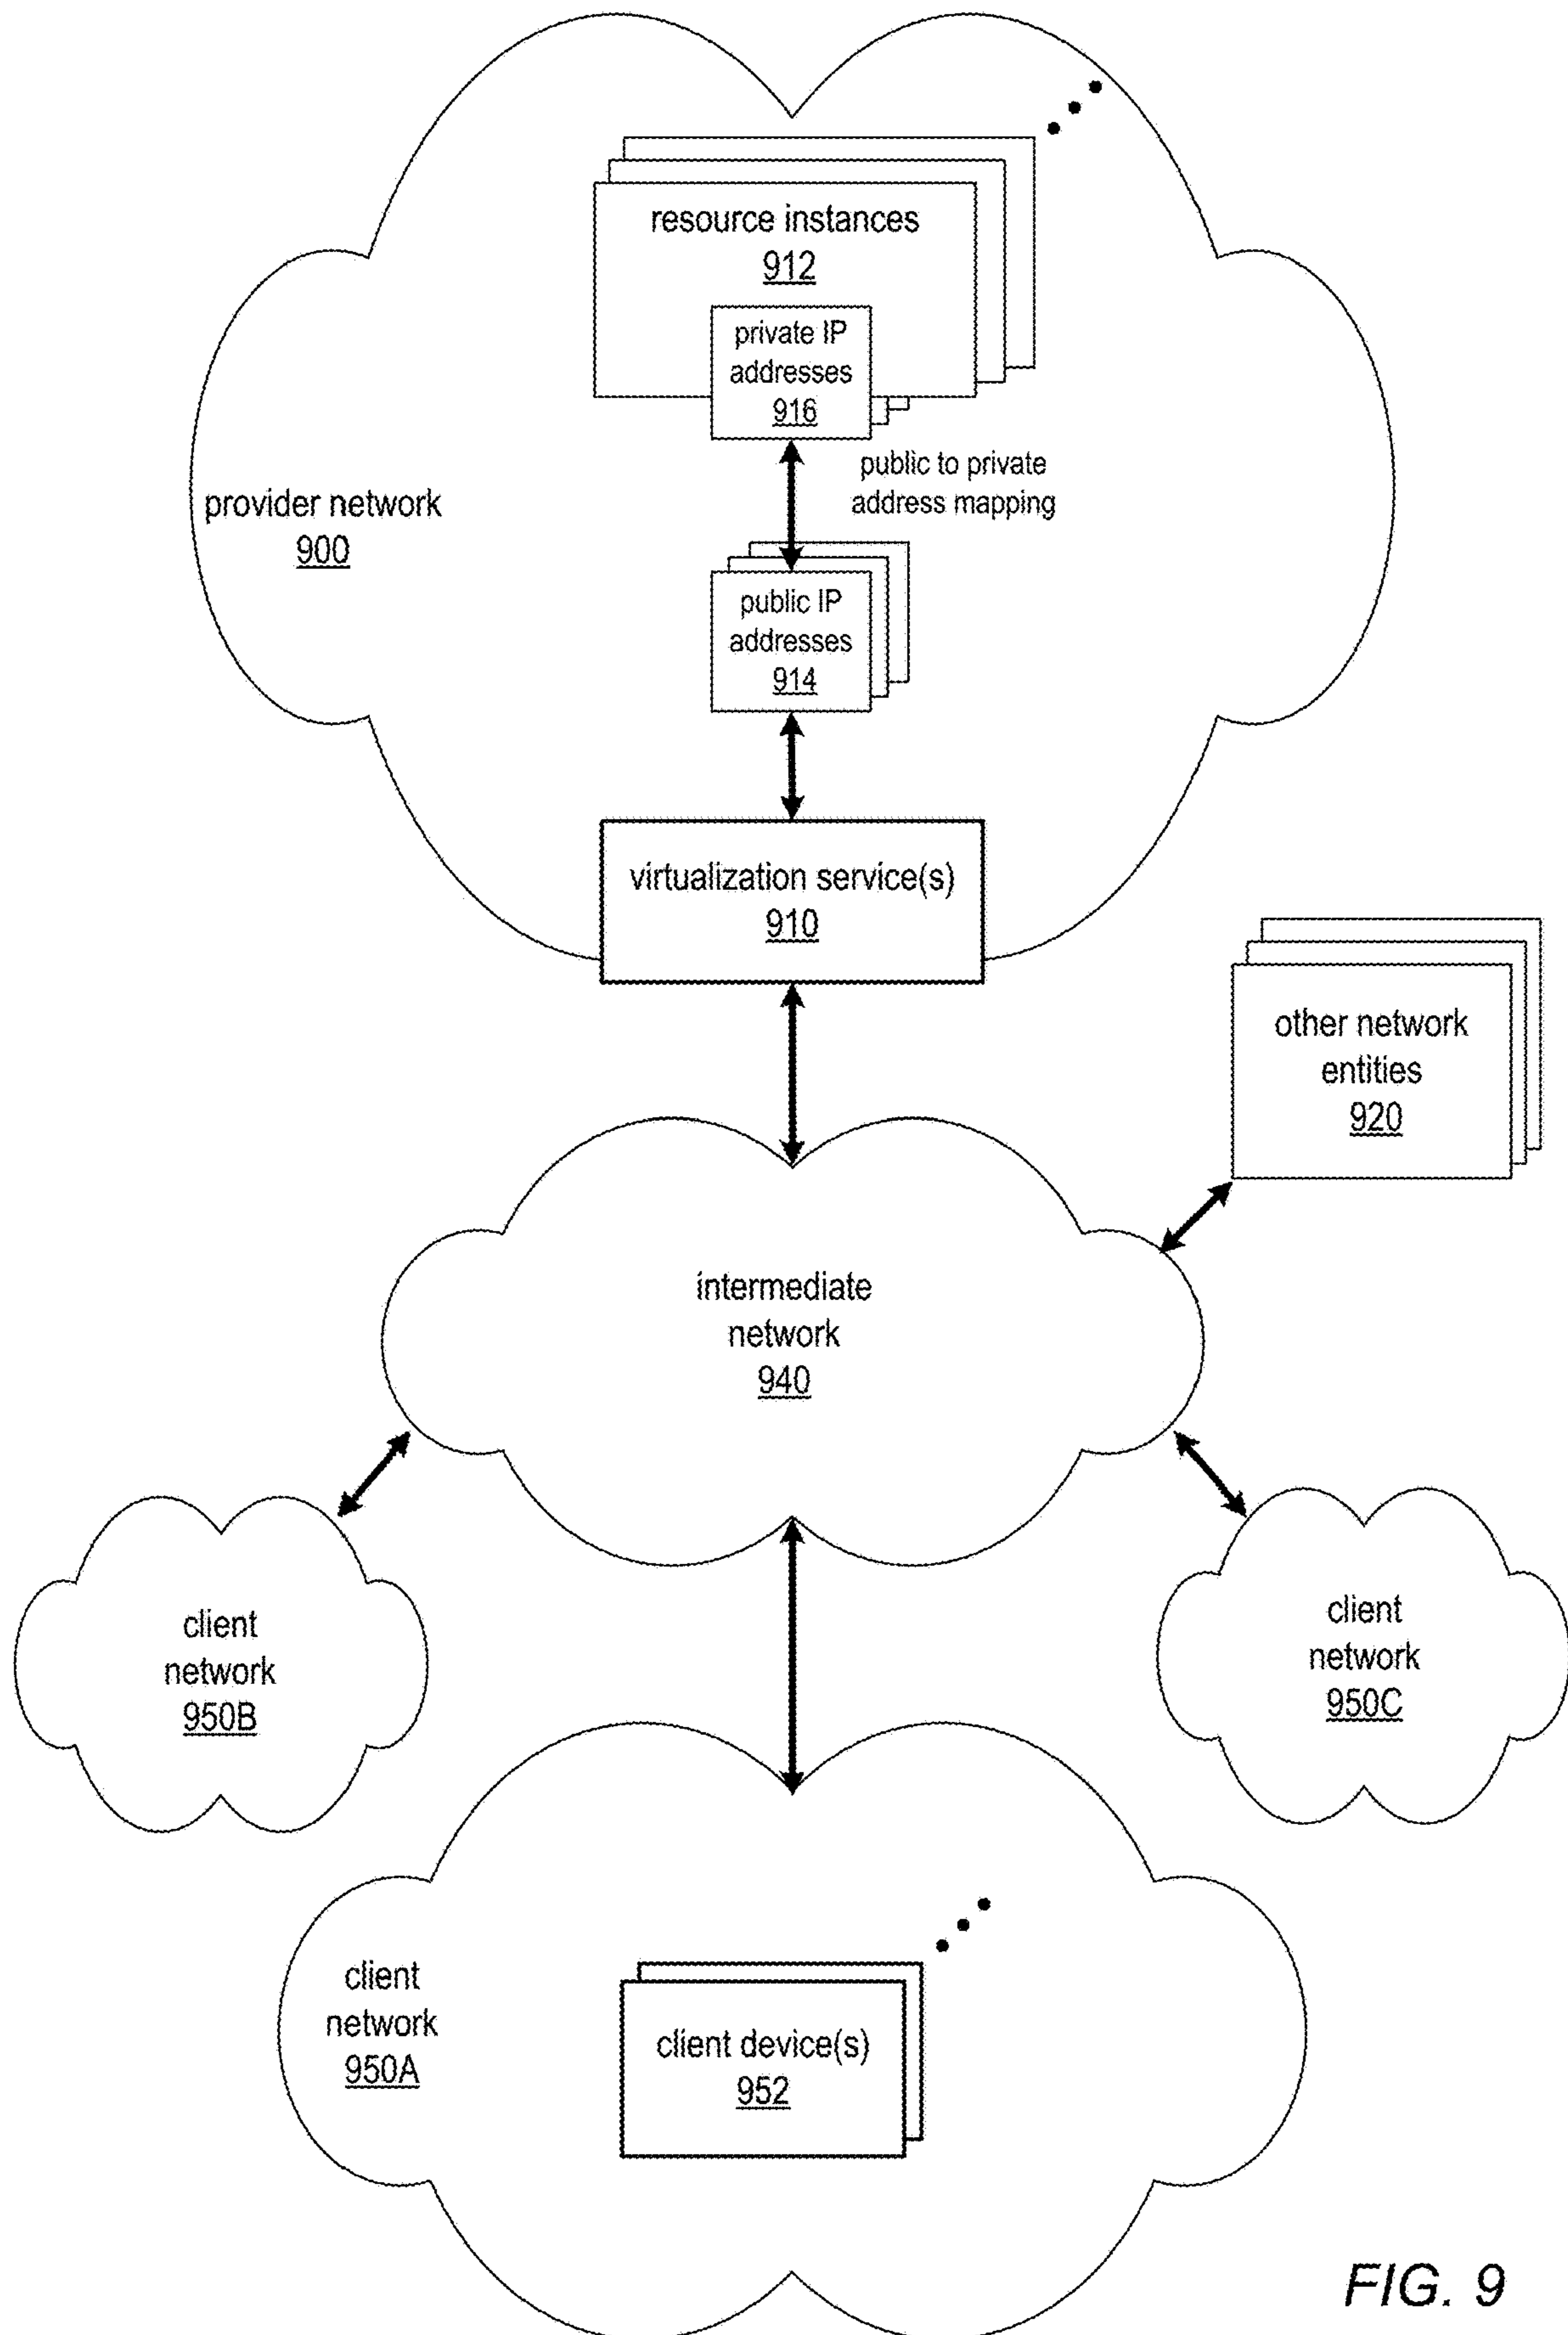 resource instances
912
private IP
addresses
916
public to private
address mapping
provider network
900
public IP
addresses
914
virtualization service(s)
910
other network
entities
920
intermediate
network
940
client
network
950B
client
network
950C
client
network
950A
client device(s)
952
FIG. 9